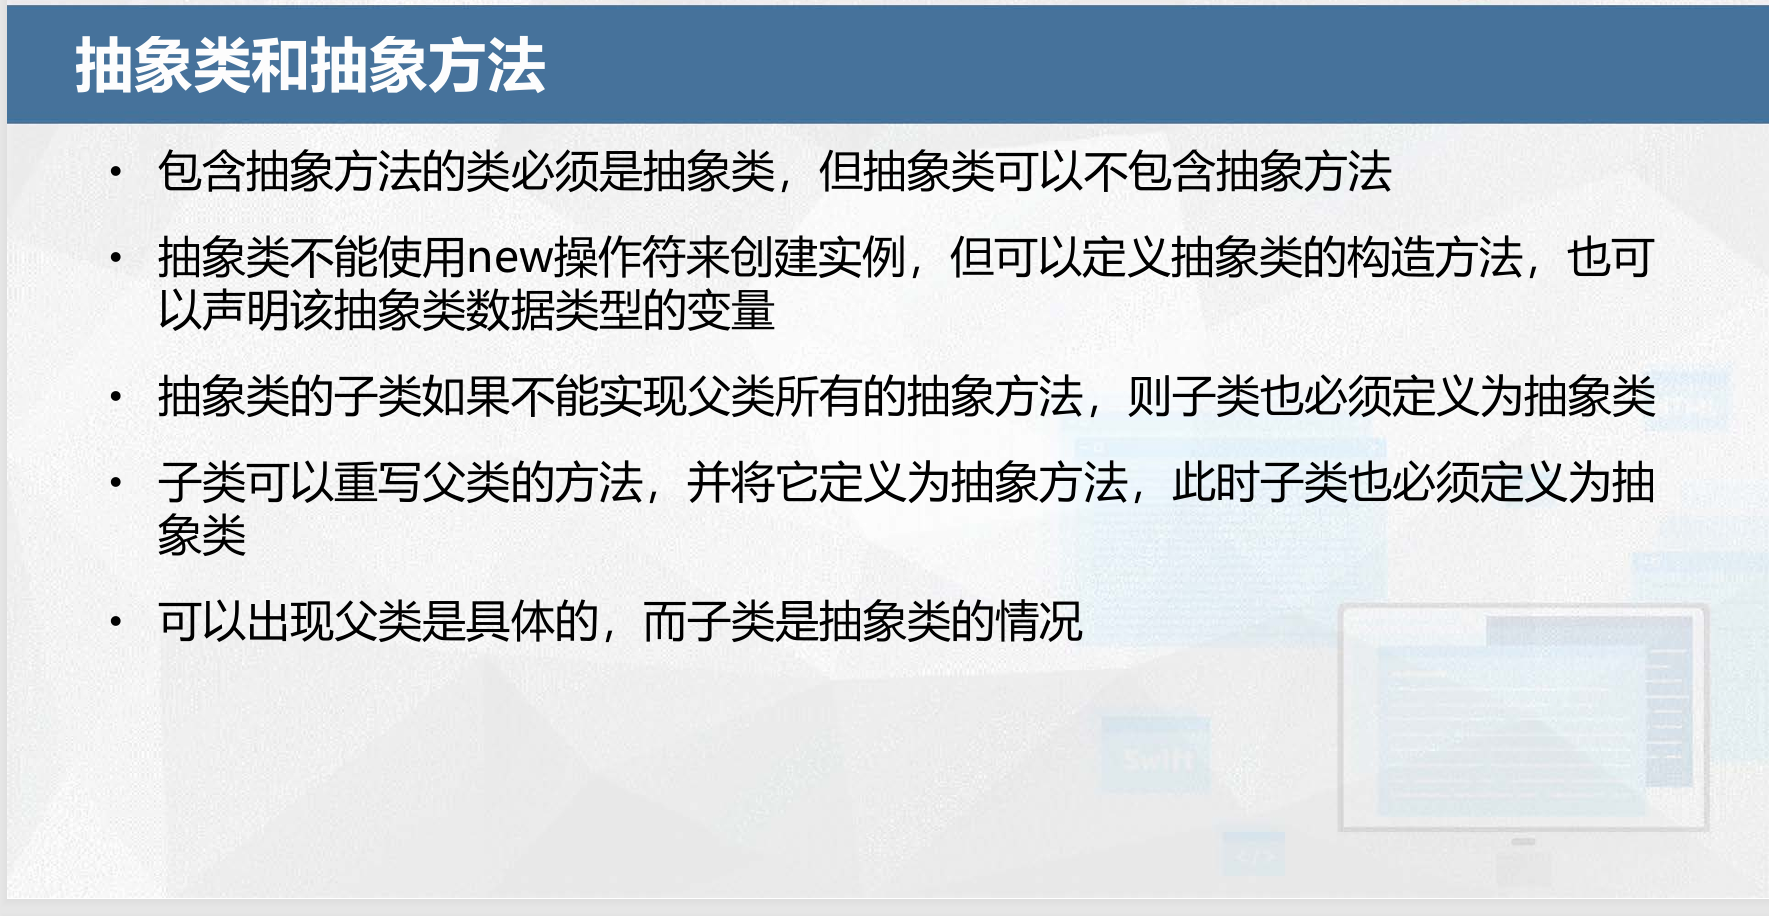 抽象类和抽象方法
• 包含抽象方法的类必须是抽象类，但抽象类可以不包含抽象方法
• 抽象类不能使用new操作符来创建实例，但可以定义抽象类的构造方法，也可
以声明该抽象类数据类型的变量
• 抽象类的子类如果不能实现父类所有的抽象方法，则子类也必须定义为抽象类
• 子类可以重写父类的方法，并将它定义为抽象方法，此时子类也必须定义为抽
象类
• 可以出现父类是具体的，而子类是抽象类的情况
Swift
</>